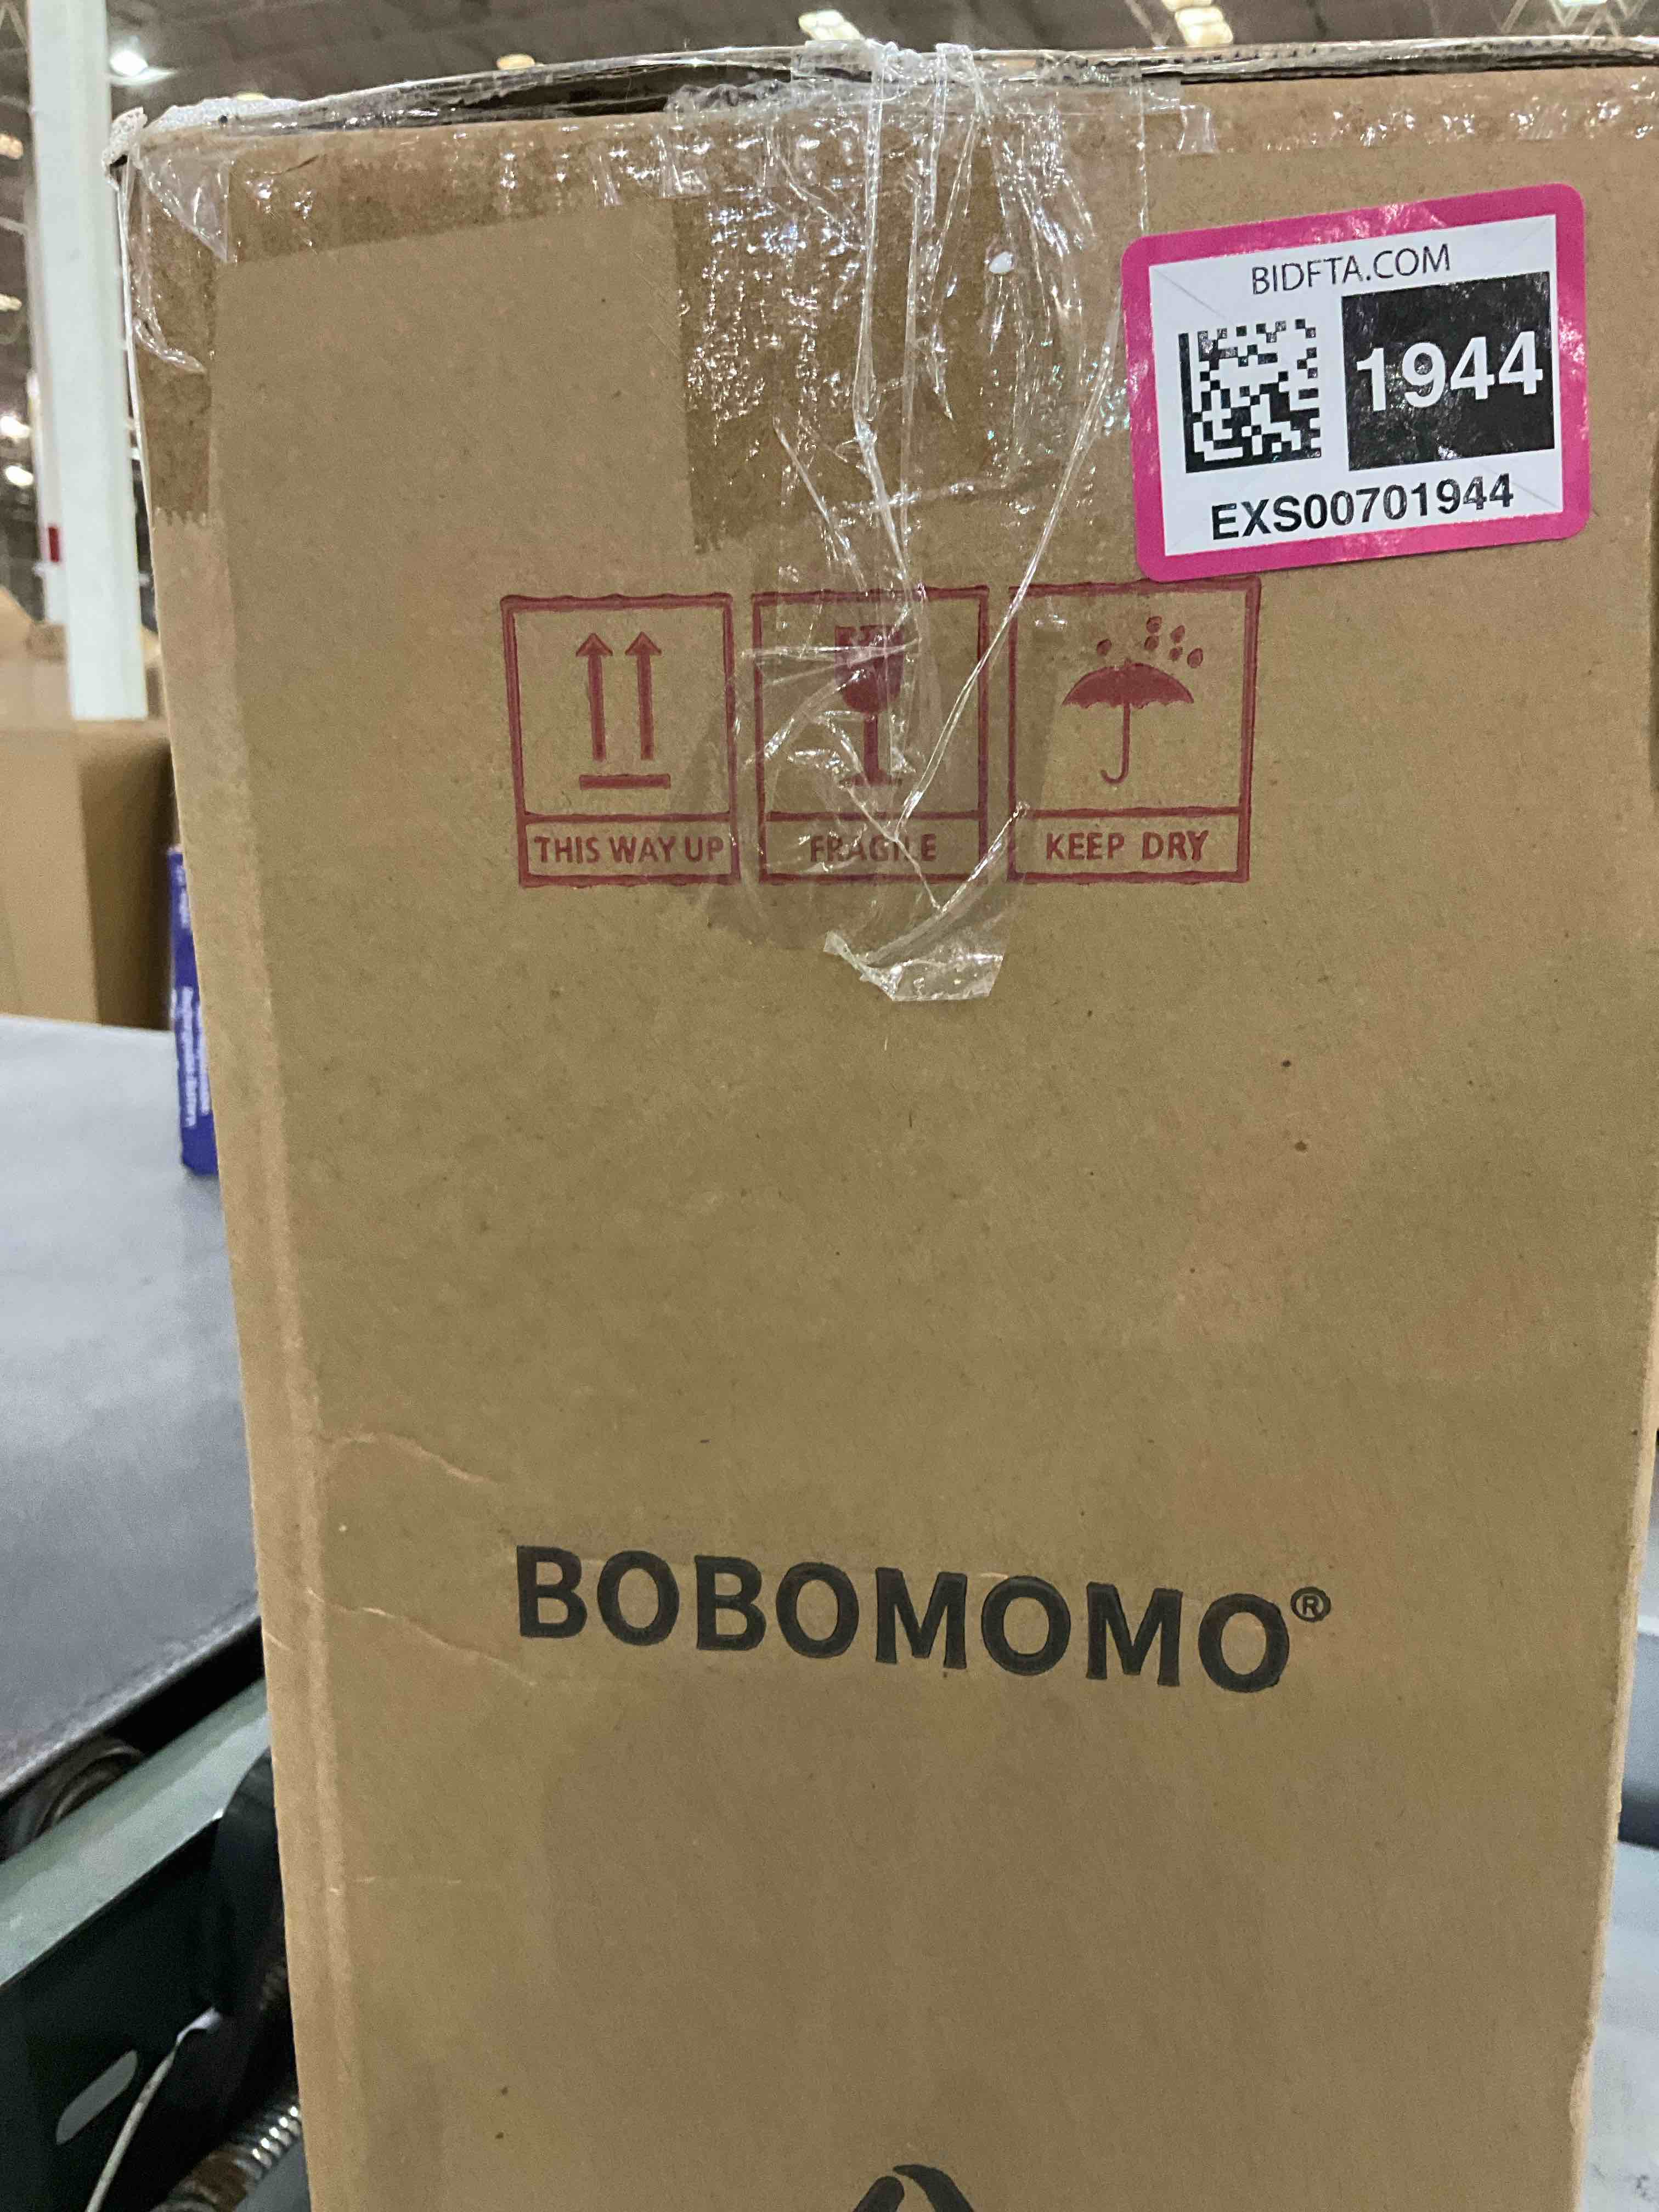 BIDFTA.COM
1944
EXS00701944
THIS WAY UP
FRAGILE
KEEP DRY
BOBOMOMO®